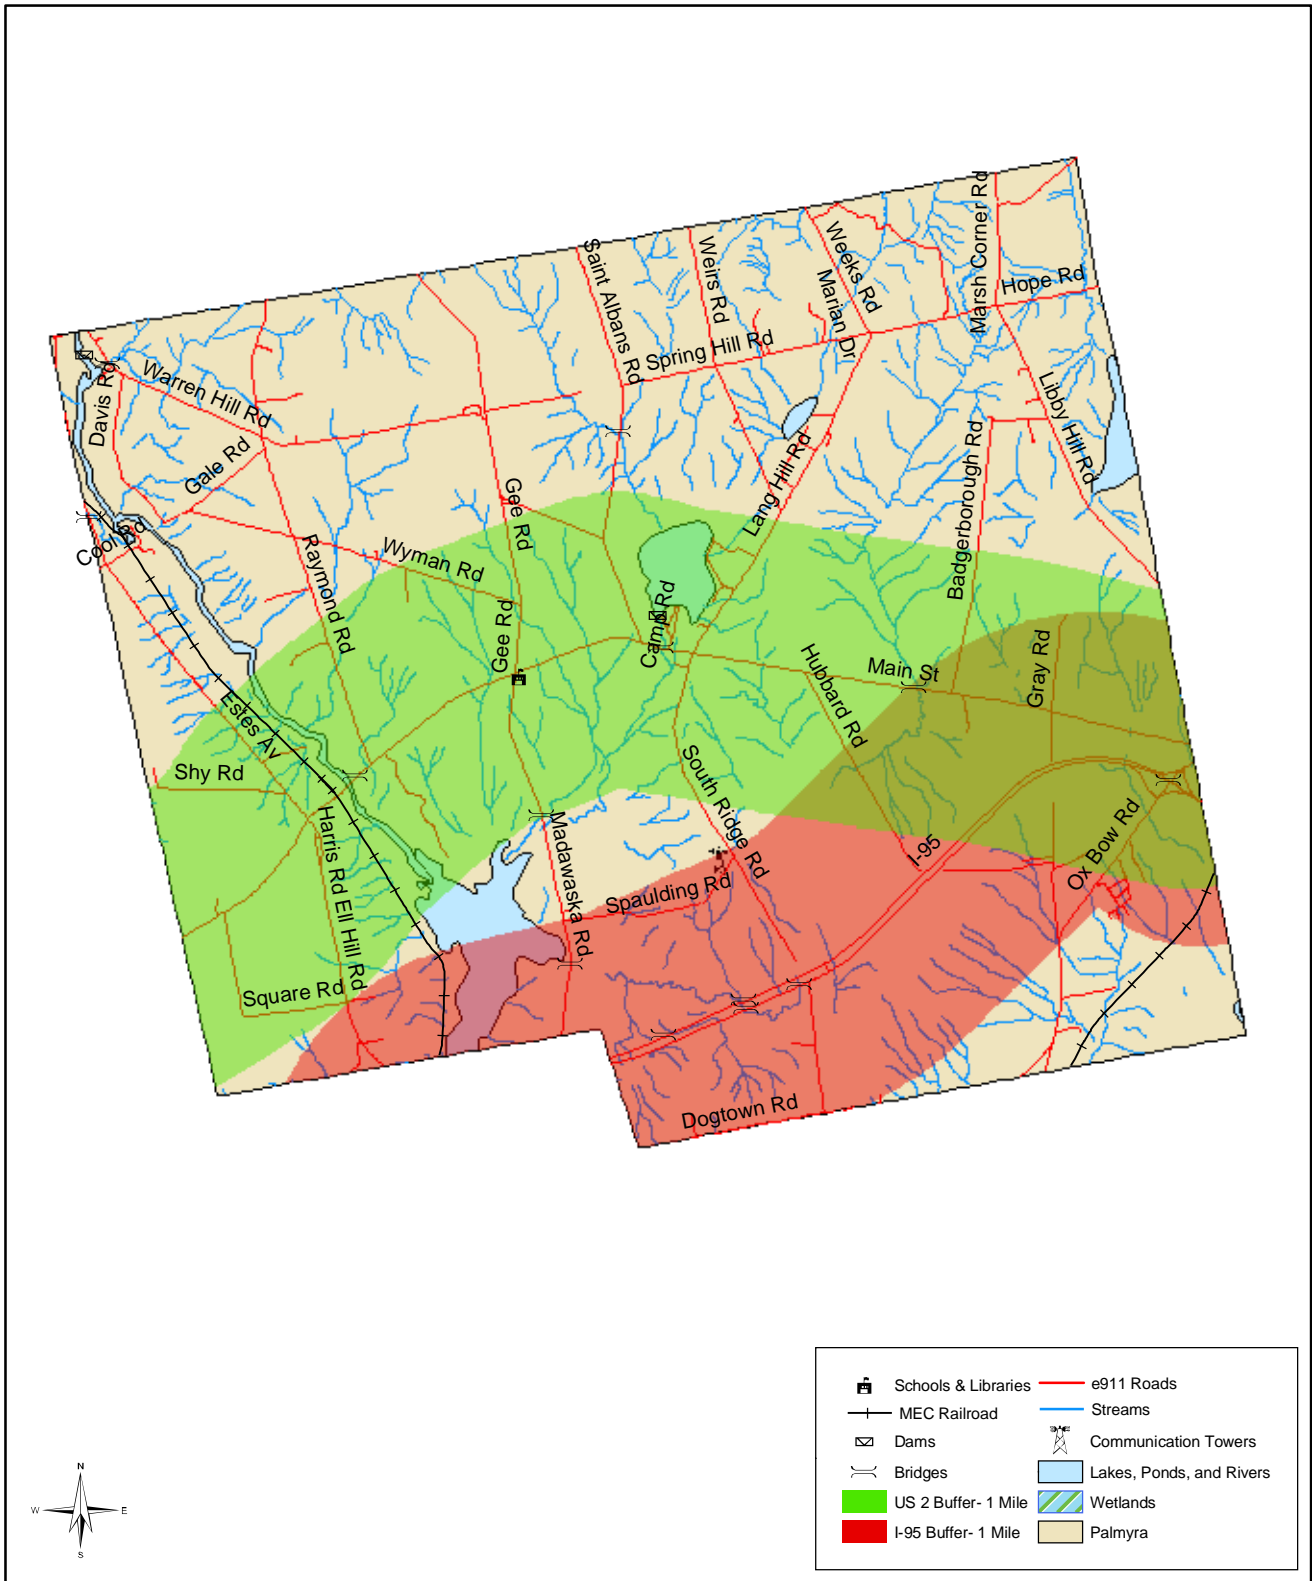 Saint Albans Rd
Weirs Rd
Weeks Rd
Marian Dr
Marsh Corner Rd
Hope Rd
Spring Hill Rd
Warren Hill Rd
Davis Rd
Gale Rd
Libby Hill Rd
Badgerborough Rd
Lang Hill Rd
Gee Rd
Cool Rd
Wyman Rd
Raymond Rd
Gee Rd
Camp Rd
Hubbard Rd
Main St
Gray Rd
Estes Av
Shy Rd
South Ridge Rd
Harris Rd
Ell Hill Rd
Madawaska Rd
I-95
Ox Bow Rd
Spaulding Rd
Square Rd
Dogtown Rd
Schools & Libraries
MEC Railroad
Dams
Bridges
US 2 Buffer- 1 Mile
I-95 Buffer- 1 Mile
e911 Roads
Streams
Communication Towers
Lakes, Ponds, and Rivers
Wetlands
Palmyra
N
W
E
S